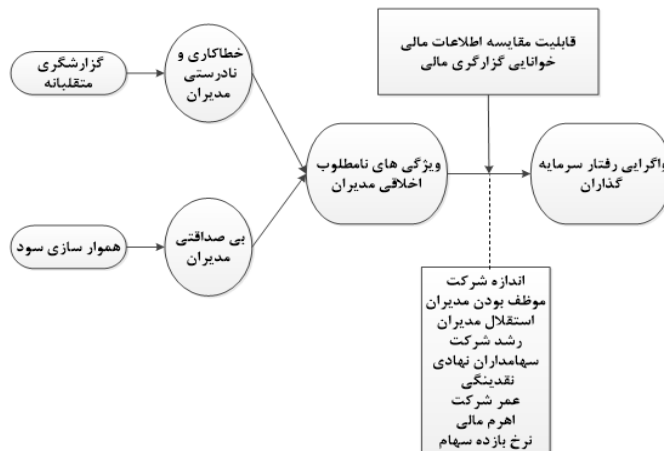 قابلیت مقایسه اطلاعات مالی
خوانایی گزارگری مالی
گزارشگری
متقلبانه
خطاکاری و
نادرستی
مدیران
ویژگی های نامطلوب
اخلاقی مدیران
واگرایی رفتار سرمایه
گذاران
هموار سازی سود
بی صداقتی
مدیران
اندازه شرکت
موظف بودن مدیران
استقلال مدیران
رشد شرکت
سهامداران نهادی
نقدینگی
عمر شرکت
اهرم مالی
نرخ بازده سهام